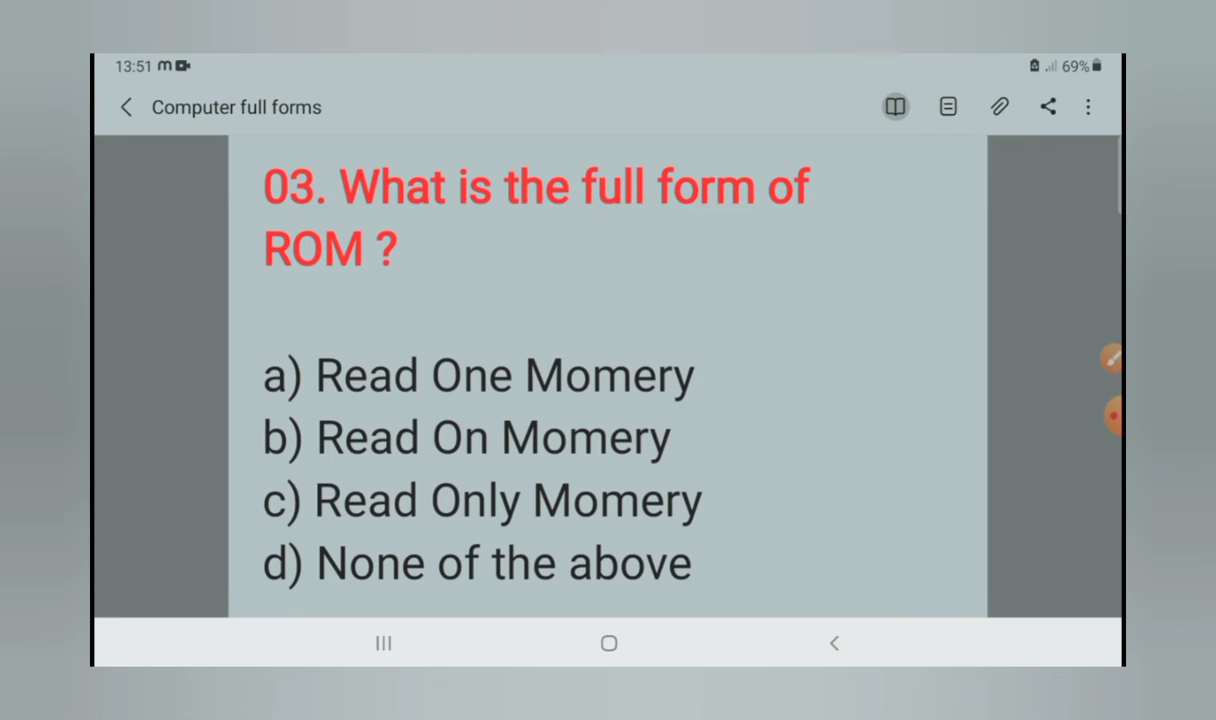 13:51
69%
Computer full forms
03. What is the full form of
ROM ?
a) Read One Momery
b) Read On Momery
c) Read Only Momery
d) None of the above